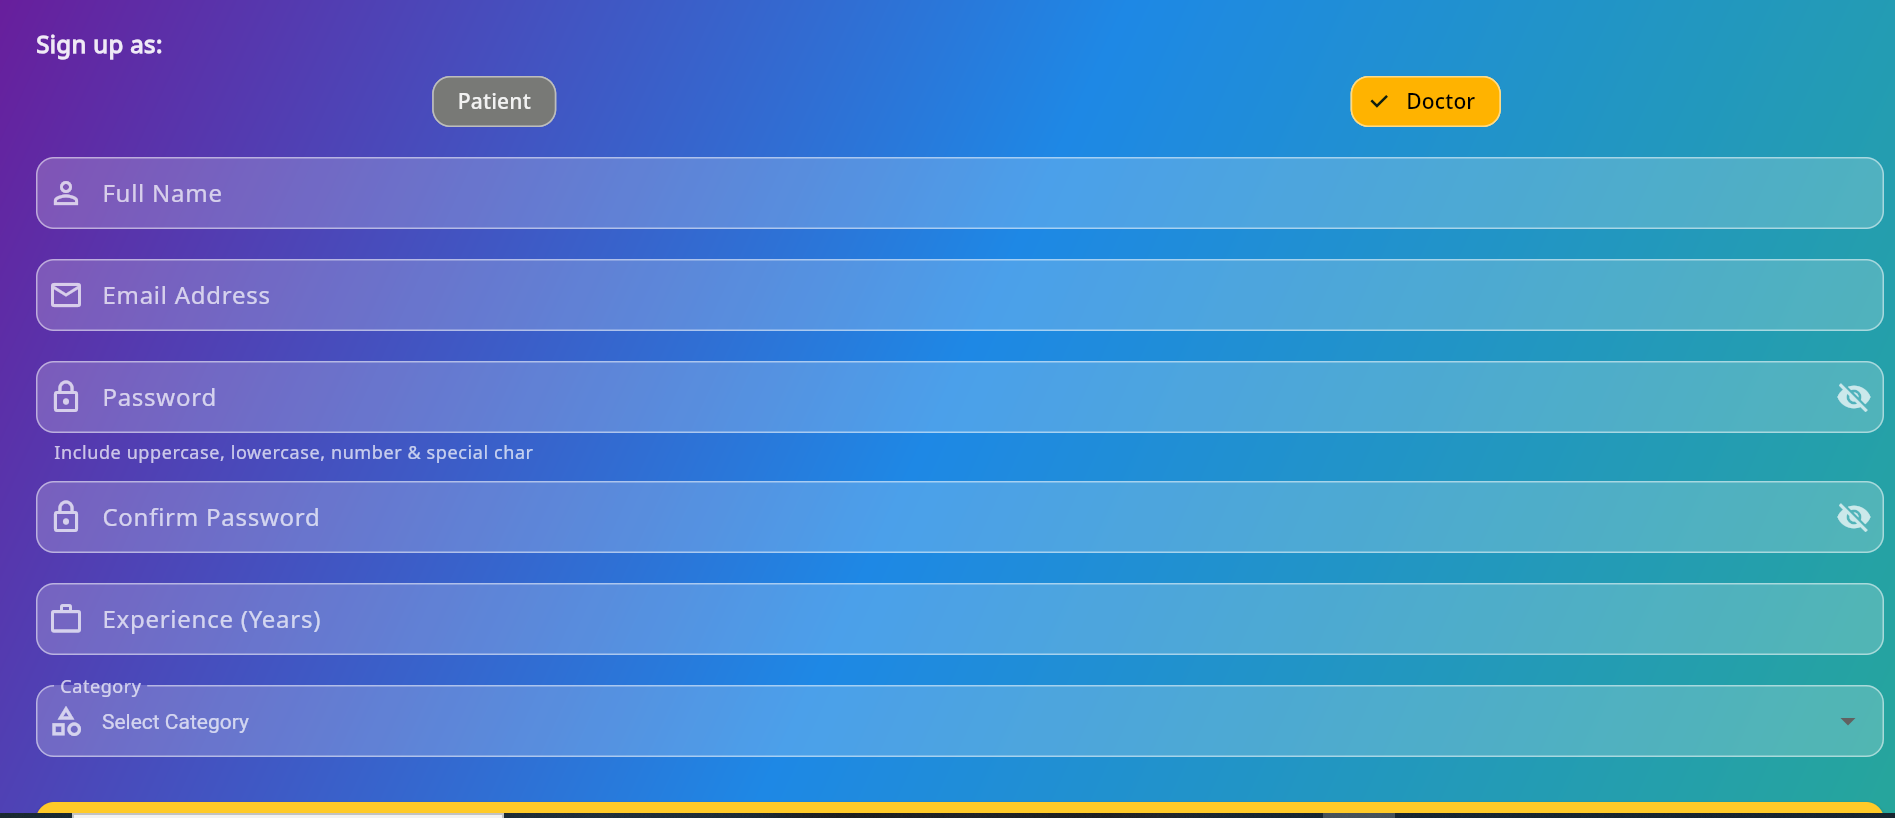 Sign up as:
Patient
Doctor
Full Name
Email Address
Password
Include uppercase, lowercase, number & special char
Confirm Password
Experience (Years)
Category
Select Category